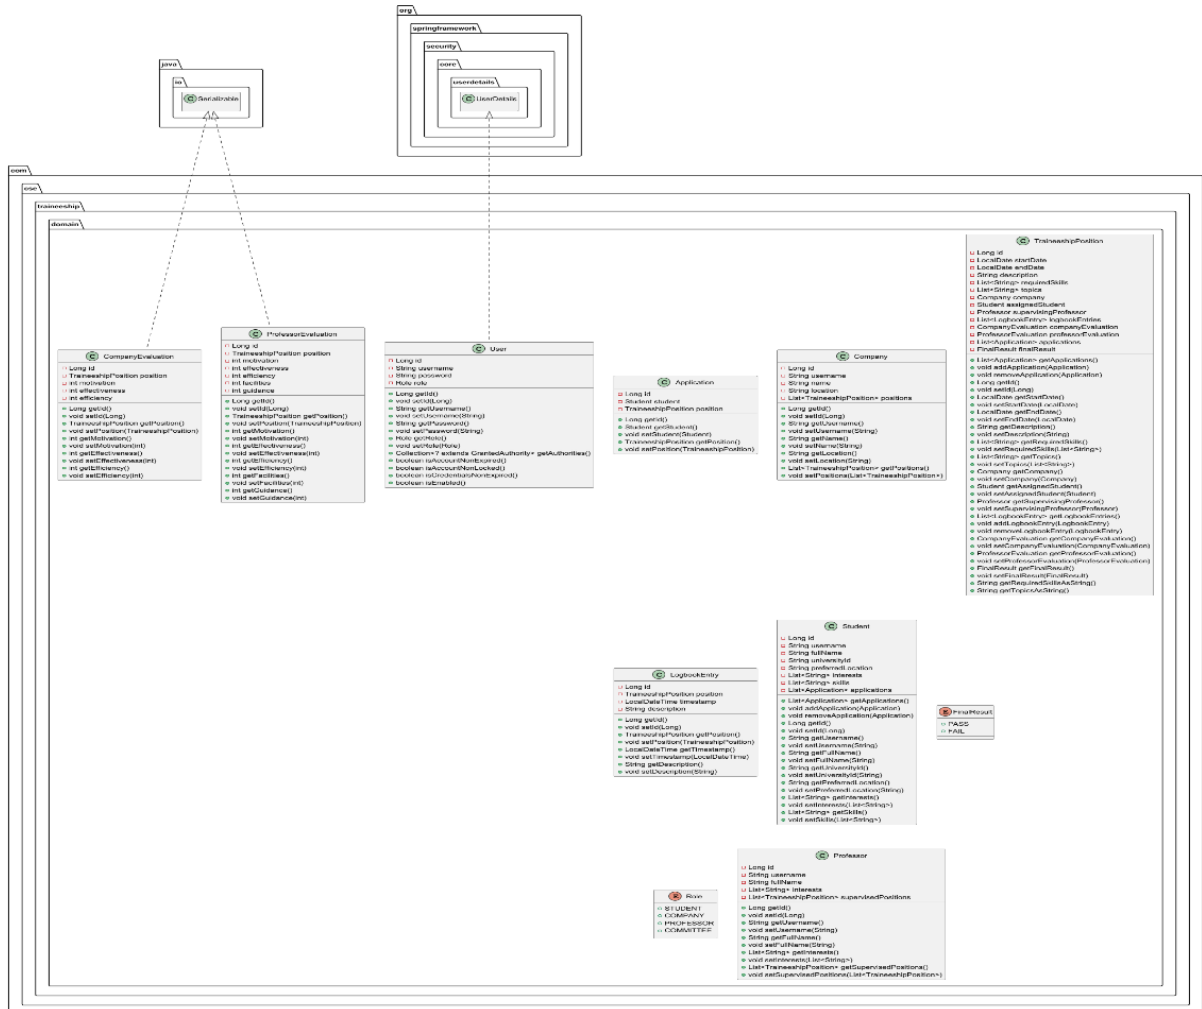 org
springframework
security
core
userdetails
C UserDetails
java
io
C Serializable
com
cse
traineeship
domain
C CompanyEvaluation
Long id
TraineeshipPosition position
int motivation
int effectiveness
int efficiency
Long getId()
void setId(Long)
TraineeshipPosition getPosition()
void setPosition(TraineeshipPosition)
int getMotivation()
void setMotivation(int)
int getEffectiveness()
void setEffectiveness(int)
int getEfficiency()
void setEfficiency(int)
C ProfessorEvaluation
Long id
TraineeshipPosition position
int motivation
int effectiveness
int efficiency
int facilities
int guidance
Long getId()
void setId(Long)
TraineeshipPosition getPosition()
void setPosition(TraineeshipPosition)
int getMotivation()
void setMotivation(int)
int getEffectiveness()
void setEffectiveness(int)
int getEfficiency()
void setEfficiency(int)
int getFacilities()
void setFacilities(int)
int getGuidance()
void setGuidance(int)
C User
Long id
String username
String password
Role role
Long getId()
void setId(Long)
String getUsername()
void setUsername(String)
String getPassword()
void setPassword(String)
Role getRole()
void setRole(Role)
Collection<? extends GrantedAuthority> getAuthorities()
boolean isAccountNonExpired()
boolean isAccountNonLocked()
boolean isCredentialsNonExpired()
boolean isEnabled()
C Application
Long id
Student student
TraineeshipPosition position
Long getId()
Student getStudent()
void setStudent(Student)
TraineeshipPosition getPosition()
void setPosition(TraineeshipPosition)
C Company
Long id
String username
String name
String location
List<TraineeshipPosition> positions
Long getId()
void setId(Long)
String getUsername()
void setUsername(String)
String getName()
void setName(String)
String getLocation()
void setLocation(String)
List<TraineeshipPosition> getPositions()
void setPositions(List<TraineeshipPosition>)
C TraineeshipPosition
Long id
LocalDate startDate
LocalDate endDate
String description
List<String> requiredSkills
List<String> topics
Company company
Student assignedStudent
Professor supervisingProfessor
List<LogbookEntry> logbookEntries
CompanyEvaluation companyEvaluation
ProfessorEvaluation professorEvaluation
List<Application> applications
FinalResult finalResult
List<Application> getApplications()
void addApplication(Application)
void removeApplication(Application)
Long getId()
void setId(Long)
LocalDate getStartDate()
void setStartDate(LocalDate)
LocalDate getEndDate()
void setEndDate(LocalDate)
String getDescription()
void setDescription(String)
List<String> getRequiredSkills()
void setRequiredSkills(List<String>)
List<String> getTopics()
void setTopics(List<String>)
Company getCompany()
void setCompany(Company)
Student getAssignedStudent()
void setAssignedStudent(Student)
Professor getSupervisingProfessor()
void setSupervisingProfessor(Professor)
List<LogbookEntry> getLogbookEntries()
void addLogbookEntry(LogbookEntry)
void removeLogbookEntry(LogbookEntry)
CompanyEvaluation getCompanyEvaluation()
void setCompanyEvaluation(CompanyEvaluation)
ProfessorEvaluation getProfessorEvaluation()
void setProfessorEvaluation(ProfessorEvaluation)
FinalResult getFinalResult()
void setFinalResult(FinalResult)
String getRequiredSkillsAsString()
String getTopicsAsString()
C LogbookEntry
Long id
TraineeshipPosition position
LocalDateTime timestamp
String description
Long getId()
void setId(Long)
TraineeshipPosition getPosition()
void setPosition(TraineeshipPosition)
LocalDateTime getTimestamp()
void setTimestamp(LocalDateTime)
String getDescription()
void setDescription(String)
C Student
Long id
String username
String fullName
String universityId
String preferredLocation
List<String> interests
List<String> skills
List<Application> applications
List<Application> getApplications()
void addApplication(Application)
void removeApplication(Application)
Long getId()
void setId(Long)
String getUsername()
void setUsername(String)
String getFullName()
void setFullName(String)
String getUniversityId()
void setUniversityId(String)
String getPreferredLocation()
void setPreferredLocation(String)
List<String> getInterests()
void setInterests(List<String>)
List<String> getSkills()
void setSkills(List<String>)
E FinalResult
PASS
FAIL
E Role
STUDENT
COMPANY
PROFESSOR
COMMITTEE
C Professor
Long id
String username
String fullName
List<String> interests
List<TraineeshipPosition> supervisedPositions
Long getId()
void setId(Long)
String getUsername()
void setUsername(String)
String getFullName()
void setFullName(String)
List<String> getInterests()
void setInterests(List<String>)
List<TraineeshipPosition> getSupervisedPositions()
void setSupervisedPositions(List<TraineeshipPosition>)